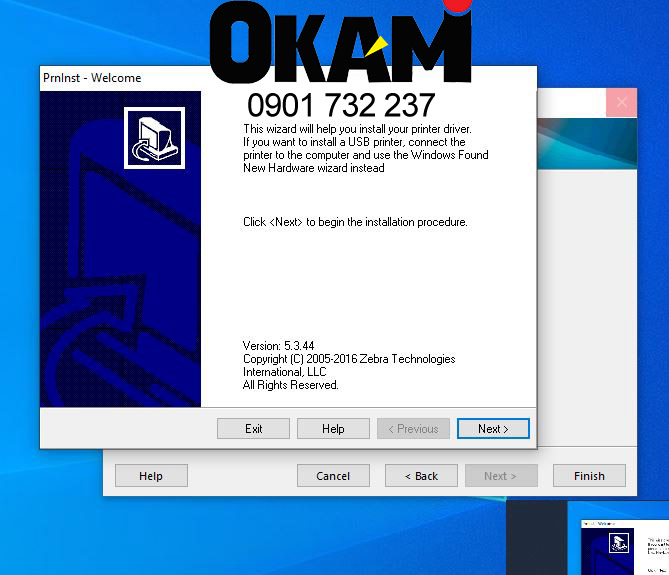 OKAMI
PrnInst - Welcome
0901 732 237
This wizard will help you install your printer driver.
If you want to install a USB printer, connect the
printer to the computer and use the Windows Found
New Hardware wizard instead
Click <Next> to begin the installation procedure.
Version: 5.3.44
Copyright (C) 2005-2016 Zebra Technologies
International, LLC
All Rights Reserved.
Exit
Help
< Previous
Next >
Help
Cancel
< Back
Next >
Finish